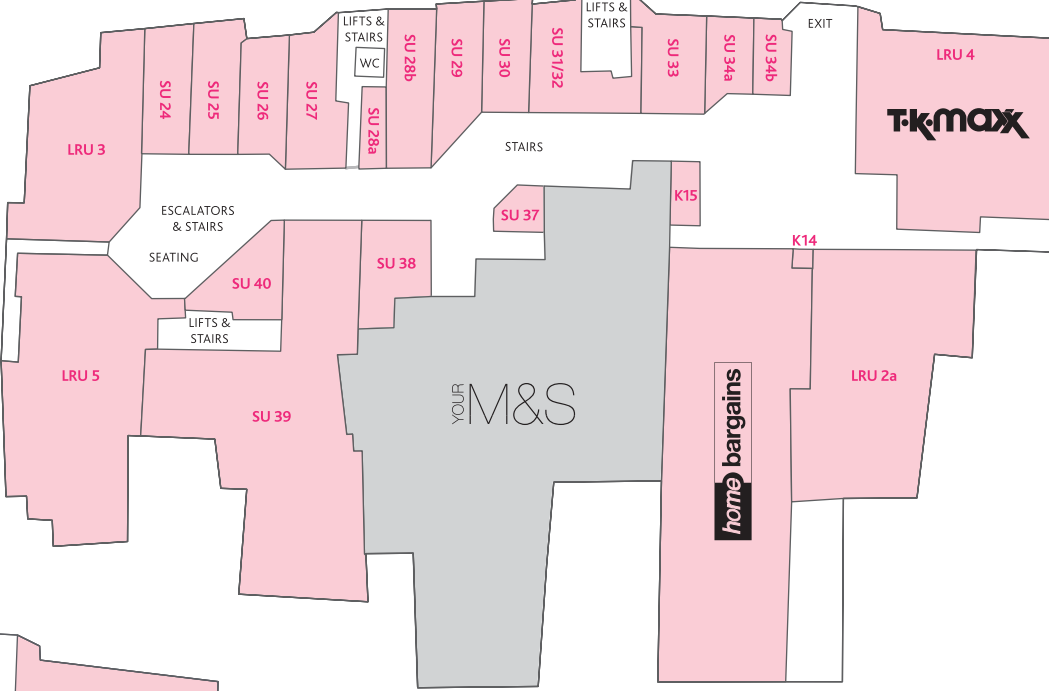 LIFTS &
STAIRS
WC
LIFTS &
STAIRS
EXIT
SU 24
SU 25
SU 26
SU 27
SU 28a
SU 28b
SU 29
SU 30
SU 31/32
SU 33
SU 34a
SU 34b
LRU 4
T·K·maxx
LRU 3
STAIRS
K15
ESCALATORS
& STAIRS
SU 37
K14
SEATING
SU 38
SU 40
LIFTS &
STAIRS
LRU 5
LRU 2a
YOUR
M&S
SU 39
home bargains